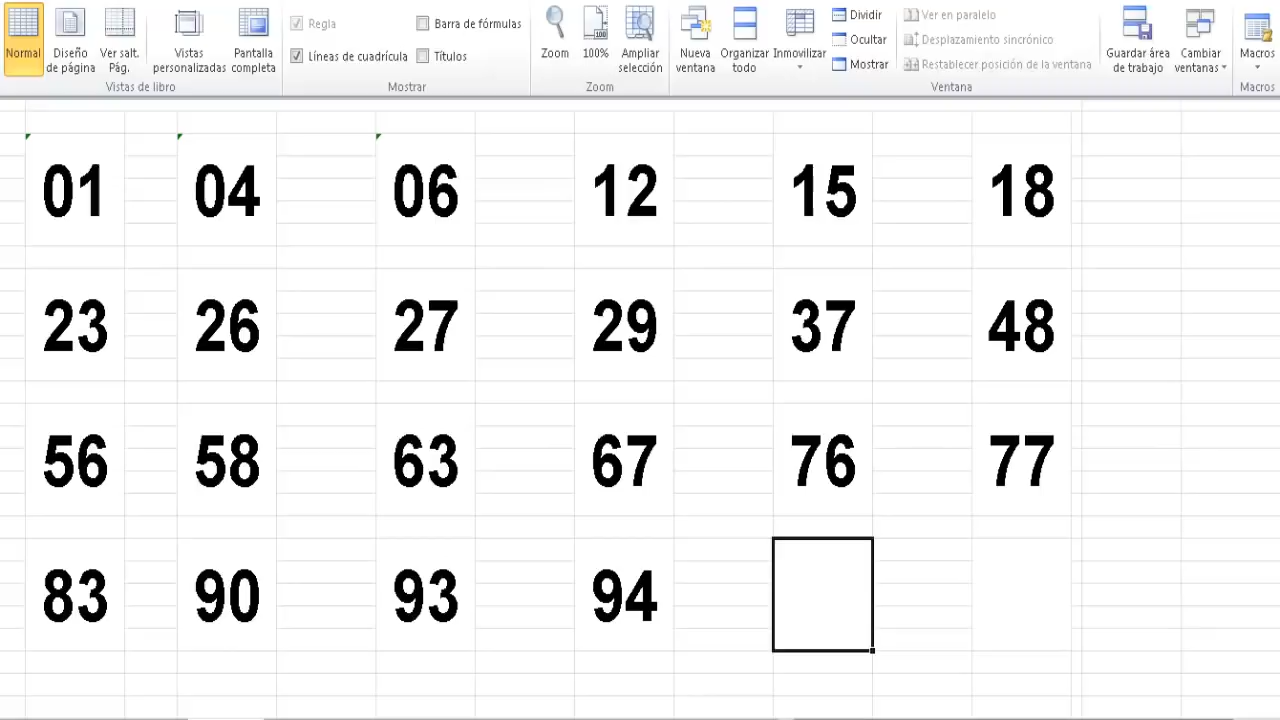 Normal Diseño de página Ver salt. Pág. Vistas personalizadas Pantalla completa
Vistas de libro
Regla Barra de fórmulas
Líneas de cuadrícula Títulos
Mostrar
Zoom 100% Ampliar selección
Zoom
Nueva ventana Organizar todo Inmovilizar
Dividir
Ocultar
Mostrar
Ver en paralelo
Desplazamiento sincrónico
Restablecer posición de la ventana
Guardar área de trabajo Cambiar ventanas
Ventana
Macros
Macros
01 04 06 12 15 18
23 26 27 29 37 48
56 58 63 67 76 77
83 90 93 94